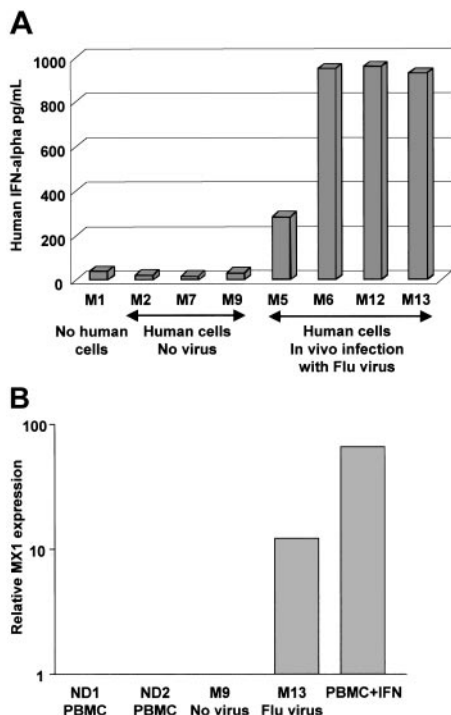 A
Human IFN-alpha pg/mL
1000
800
600
400
200
0
M1 M2 M7 M9 M5 M6 M12 M13
No human cells
Human cells
No virus
Human cells
In vivo infection
with Flu virus
B
Relative MX1 expression
100
10
1
ND1 PBMC
ND2 PBMC
M9 No virus
M13 Flu virus
PBMC+IFN